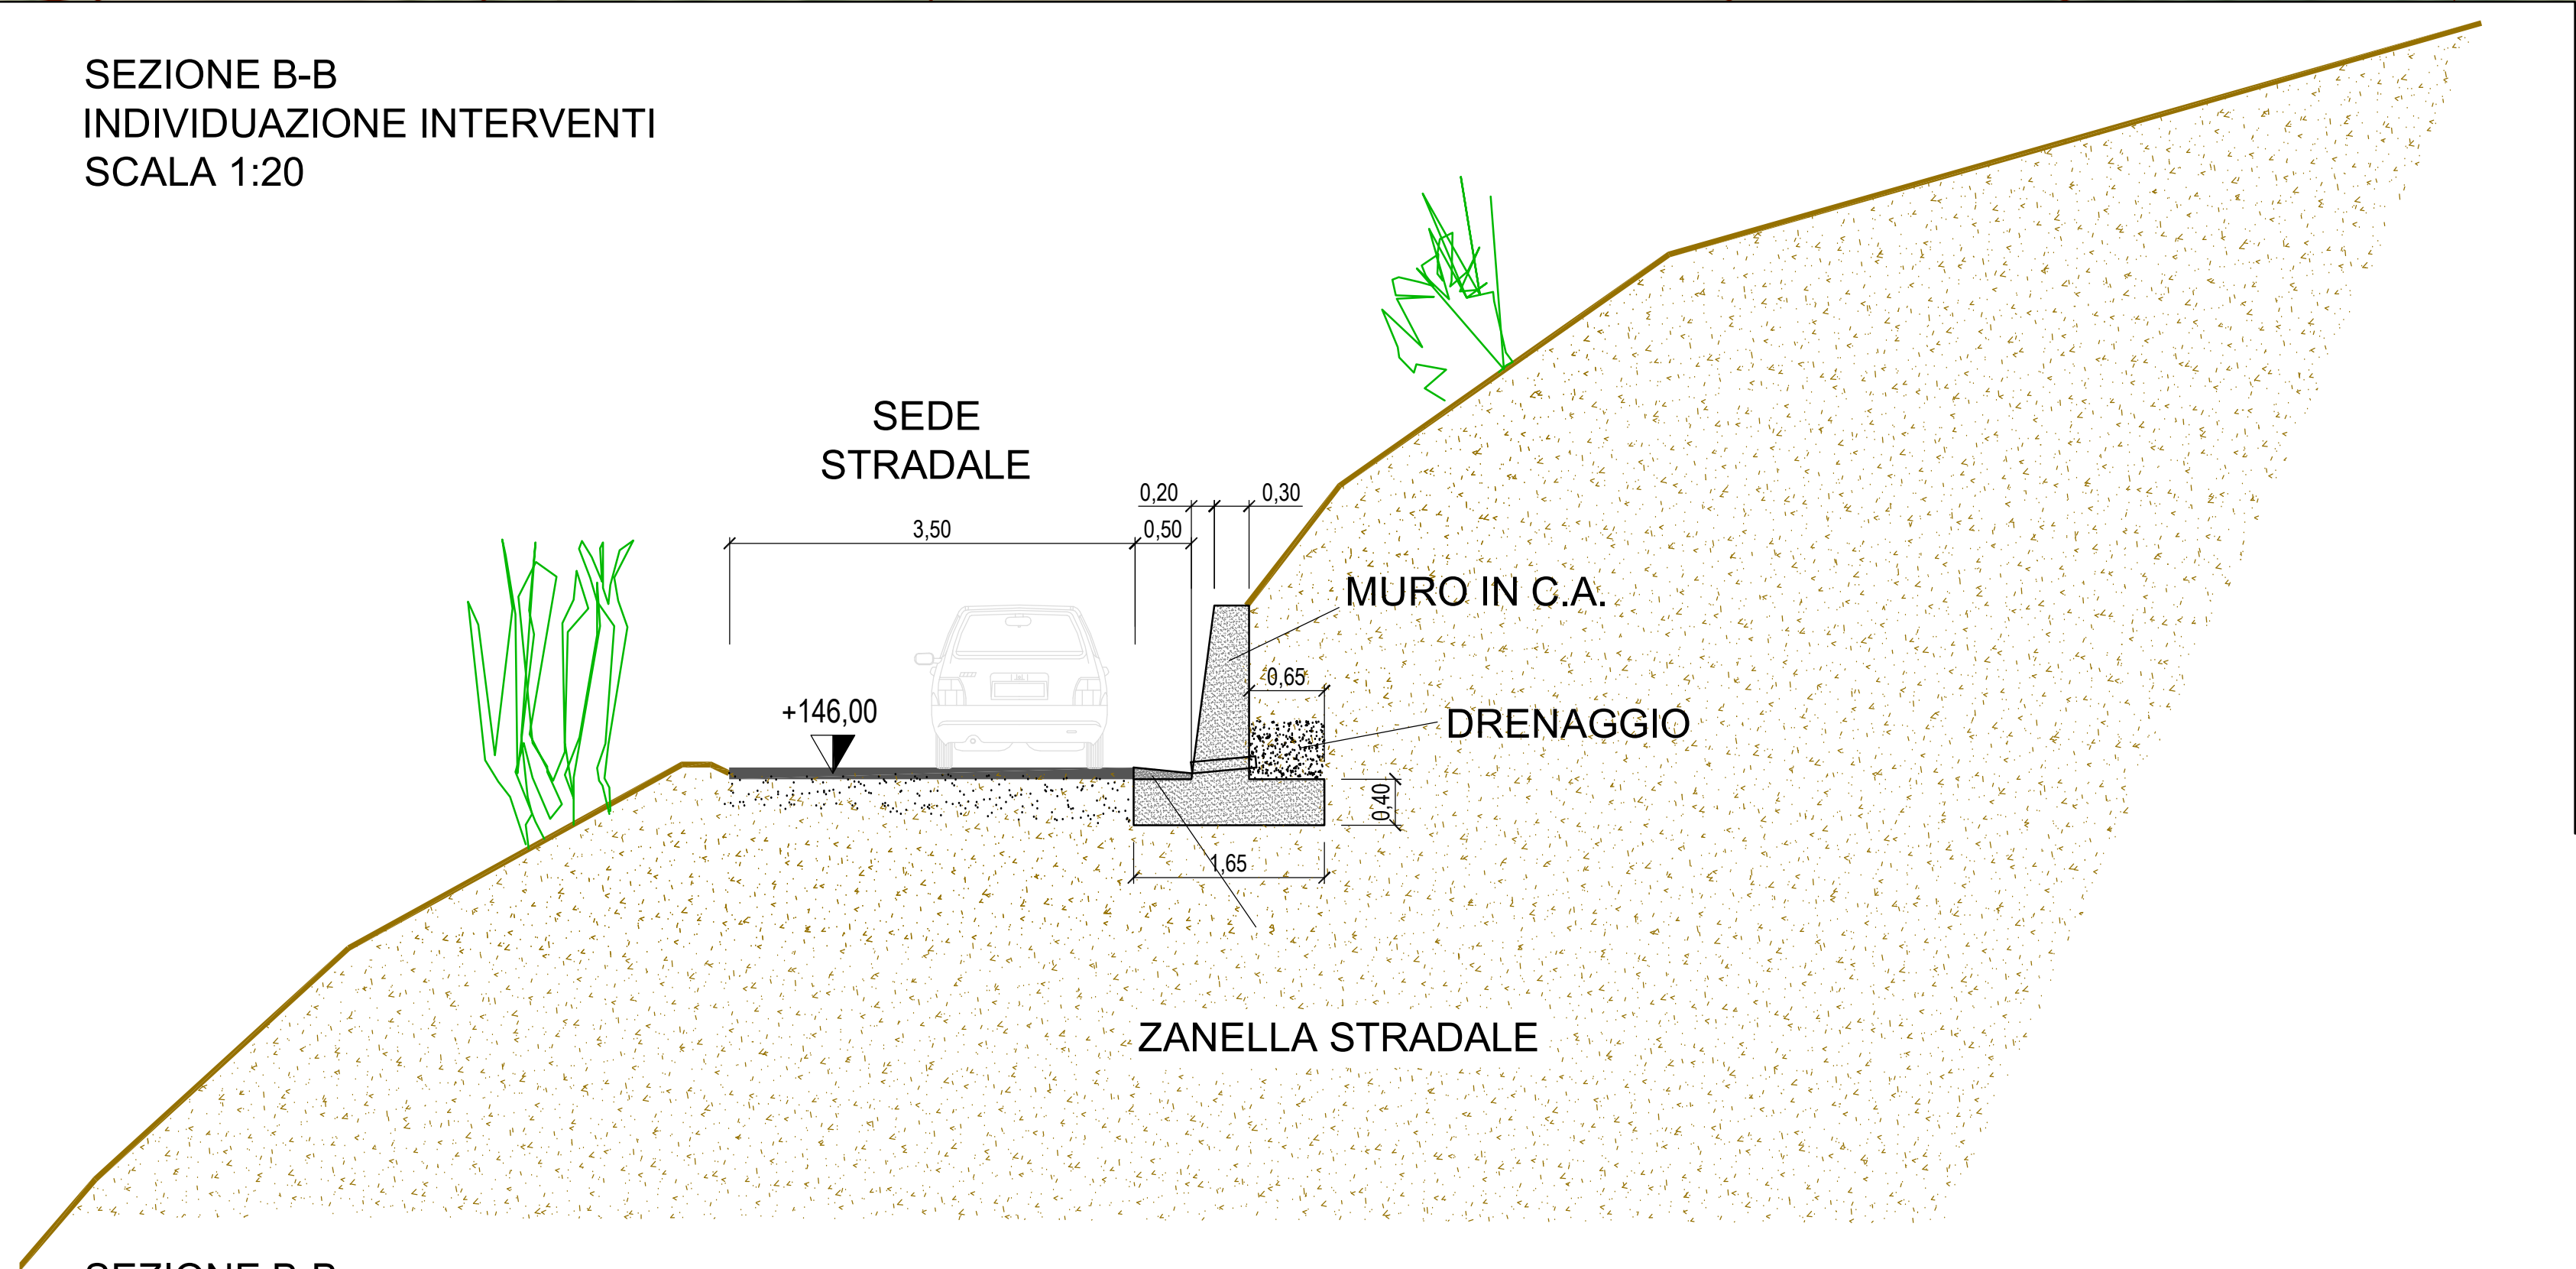 SEZIONE B-B
INDIVIDUAZIONE INTERVENTI
SCALA 1:20
SEDE
STRADALE
0,20
0,30
3,50
0,50
MURO IN C.A.
0,65
+146,00
DRENAGGIO
0,40
1,65
ZANELLA STRADALE
SEZIONE B-B